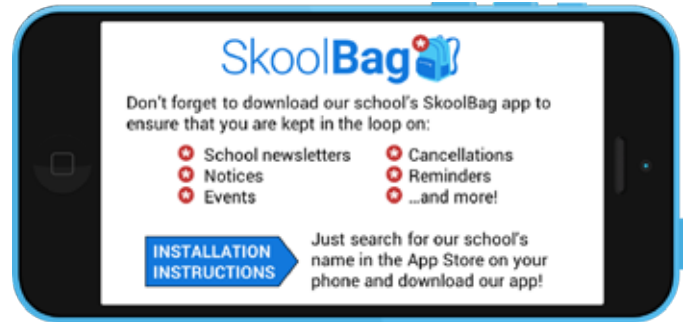 SkoolBag
Don't forget to download our school's SkoolBag app to
ensure that you are kept in the loop on:
School newsletters
Notices
Events
Cancellations
Reminders
...and more!
INSTALLATION
INSTRUCTIONS
Just search for our school's
name in the App Store on your
phone and download our app!